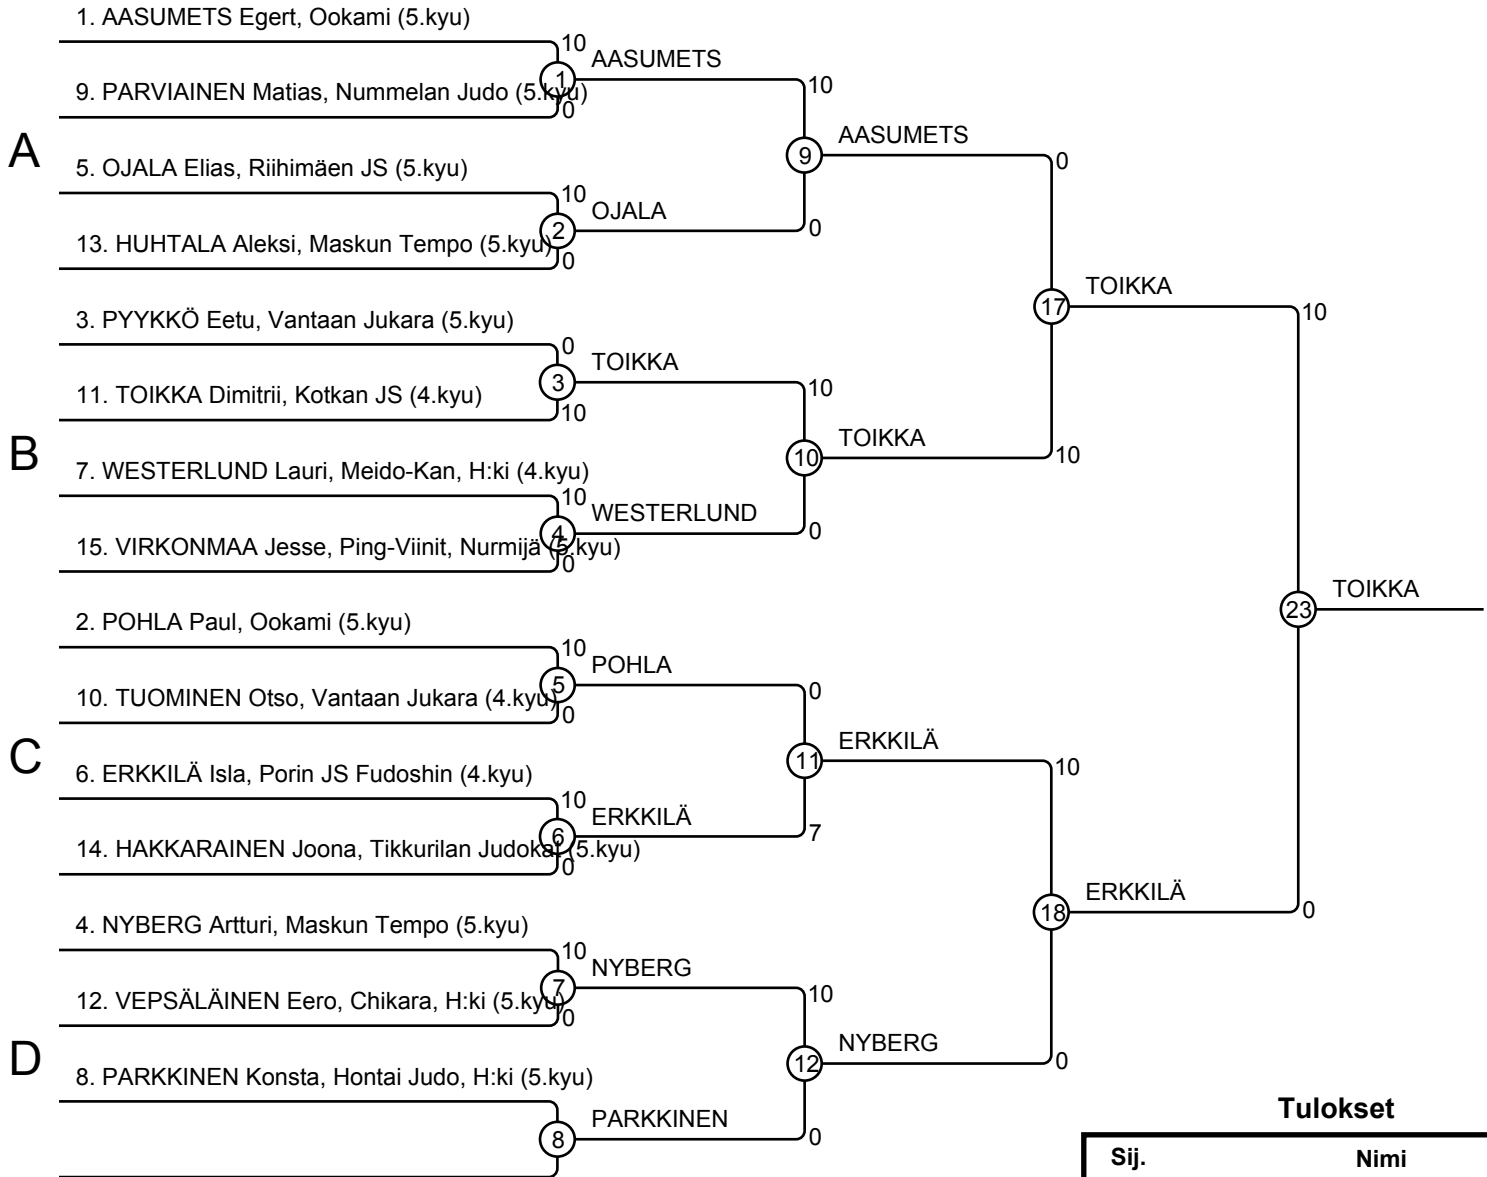 1. AASUMETS Egert, Ookami (5.kyu)
10
1
AASUMETS
10
9. PARVIAINEN Matias, Nummelan Judo (5.kyu)
0
A
9
AASUMETS
0
5. OJALA Elias, Riihimäen JS (5.kyu)
10
2
OJALA
0
13. HUHTALA Aleksi, Maskun Tempo (5.kyu)
0
17
TOIKKA
10
3. PYYKKÖ Eetu, Vantaan Jukara (5.kyu)
0
3
TOIKKA
10
11. TOIKKA Dimitrii, Kotkan JS (4.kyu)
10
B
10
TOIKKA
10
7. WESTERLUND Lauri, Meido-Kan, H:ki (4.kyu)
10
4
WESTERLUND
0
15. VIRKONMAA Jesse, Ping-Viinit, Nurmijä (5.kyu)
0
23
TOIKKA
2. POHLA Paul, Ookami (5.kyu)
10
5
POHLA
0
10. TUOMINEN Otso, Vantaan Jukara (4.kyu)
0
C
11
ERKKILÄ
10
6. ERKKILÄ Isla, Porin JS Fudoshin (4.kyu)
10
6
ERKKILÄ
7
14. HAKKARAINEN Joona, Tikkurilan Judokat (5.kyu)
0
18
ERKKILÄ
0
4. NYBERG Artturi, Maskun Tempo (5.kyu)
10
7
NYBERG
10
12. VEPSÄLÄINEN Eero, Chikara, H:ki (5.kyu)
0
D
12
NYBERG
0
8. PARKKINEN Konsta, Hontai Judo, H:ki (5.kyu)
8
PARKKINEN
0
Tulokset
Sij. Nimi